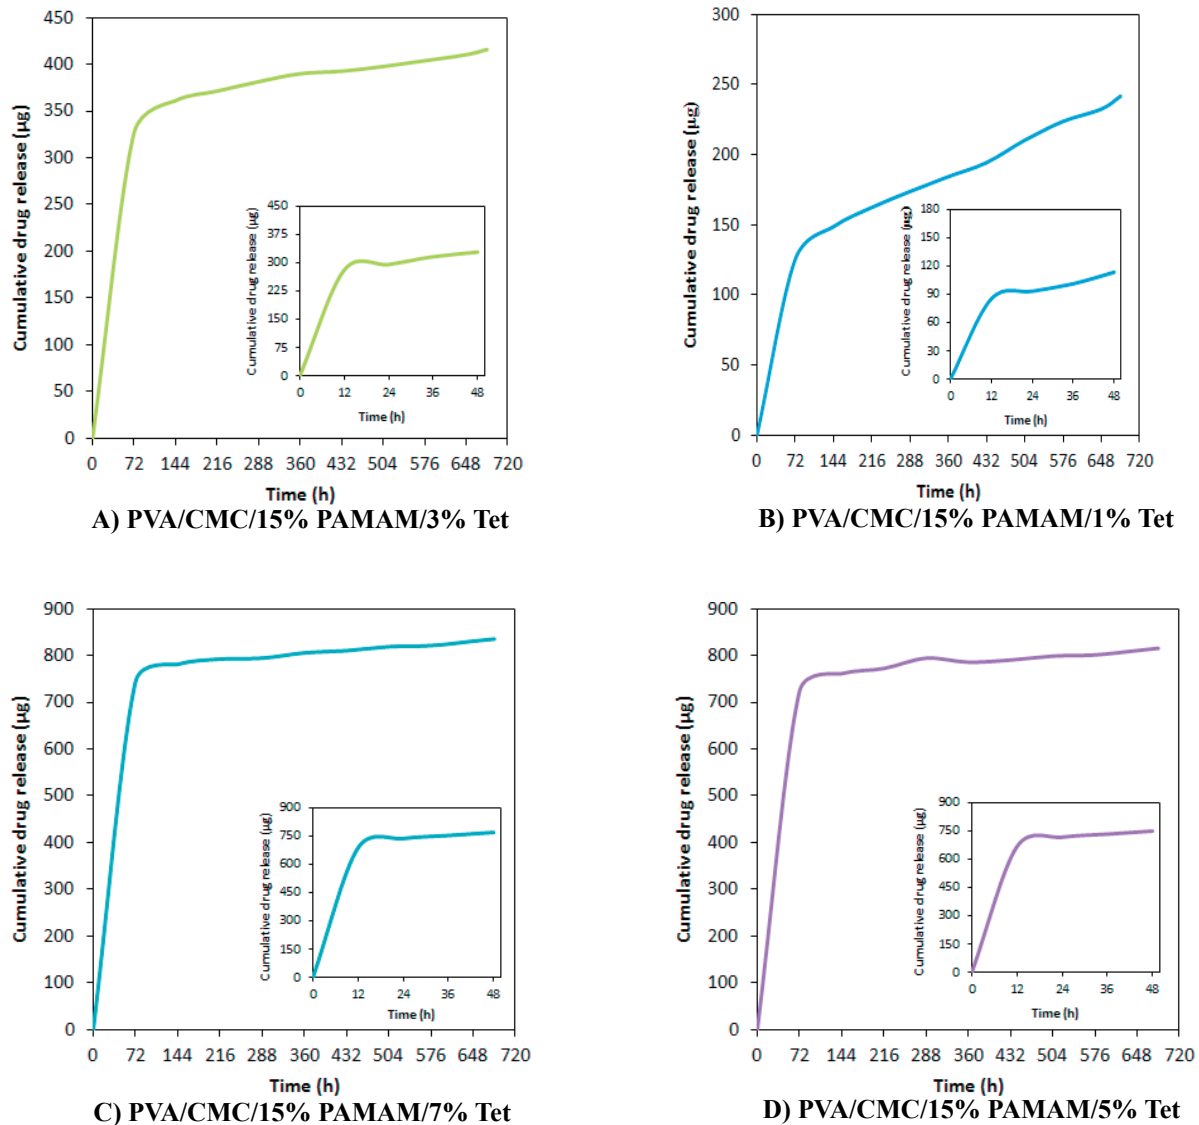 450
400
350
300
250
200
150
100
50
0
0 72 144 216 288 360 432 504 576 648 720
Cumulative drug release (µg)
Time (h)
450
375
300
225
150
75
0
0 12 24 36 48
Cumulative drug release (µg)
Time (h)
A) PVA/CMC/15% PAMAM/3% Tet
300
250
200
150
100
50
0
0 72 144 216 288 360 432 504 576 648 720
Cumulative drug release (µg)
Time (h)
180
150
120
90
60
30
0
0 12 24 36 48
Cumulative drug release (µg)
Time (h)
B) PVA/CMC/15% PAMAM/1% Tet
900
800
700
600
500
400
300
200
100
0
0 72 144 216 288 360 432 504 576 648 720
Cumulative drug release (µg)
Time (h)
900
750
600
450
300
150
0
0 12 24 36 48
Cumulative drug release (µg)
Time (h)
C) PVA/CMC/15% PAMAM/7% Tet
900
800
700
600
500
400
300
200
100
0
0 72 144 216 288 360 432 504 576 648 720
Cumulative drug release (µg)
Time (h)
900
750
600
450
300
150
0
0 12 24 36 48
Cumulative drug release (µg)
Time (h)
D) PVA/CMC/15% PAMAM/5% Tet